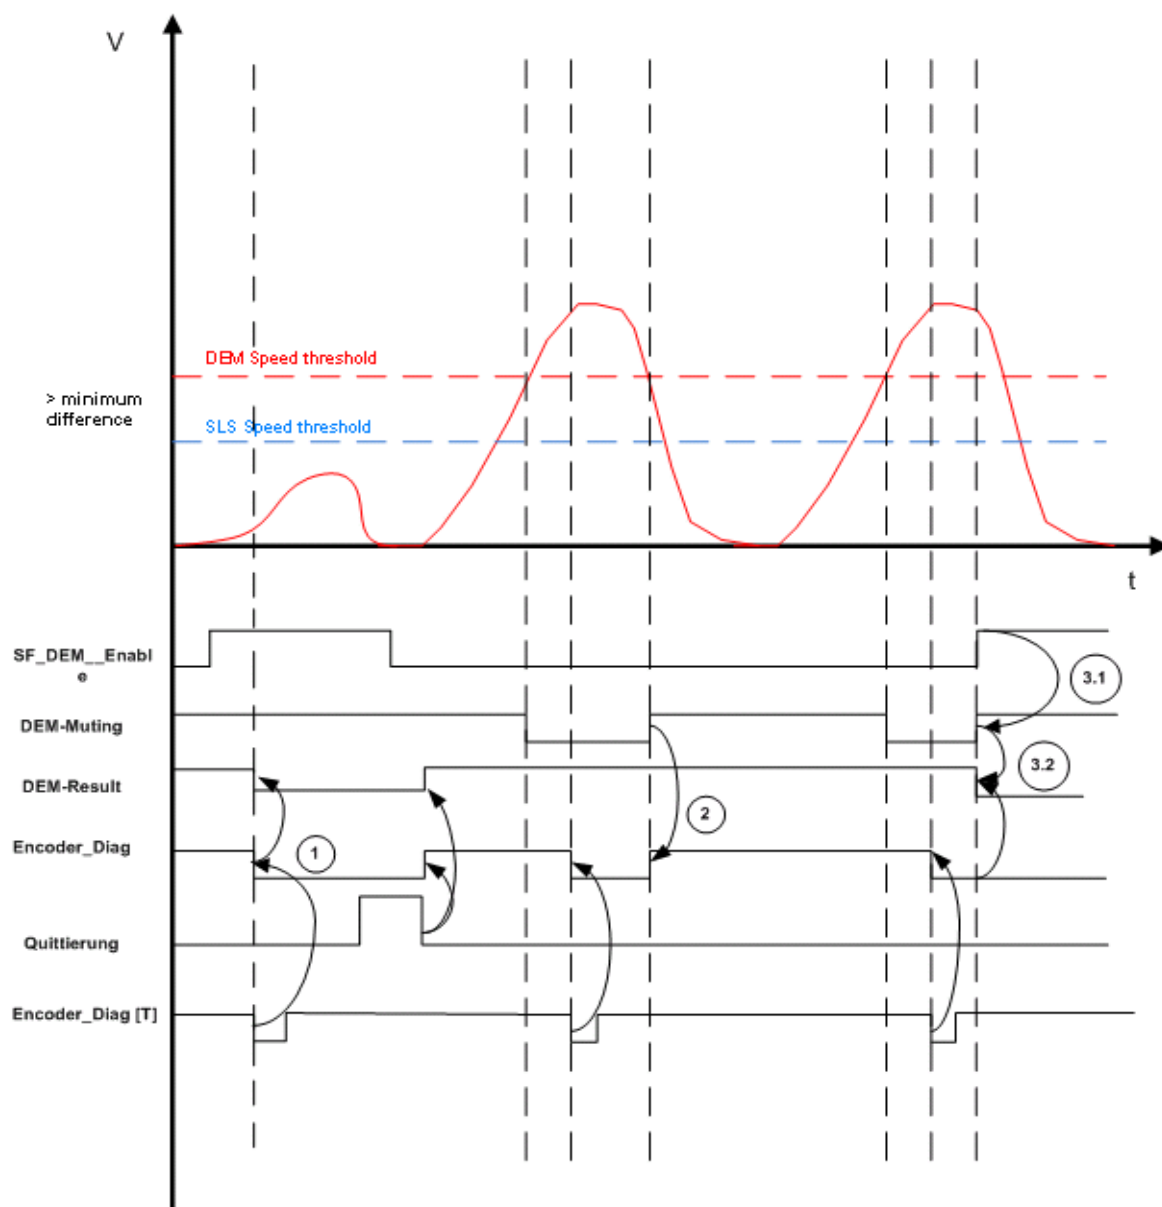 V
DEM Speed threshold
> minimum
difference
SLS Speed threshold
t
SF_DEM__Enabl
e
3.1
DEM-Muting
3.2
DEM-Result
2
Encoder_Diag
1
Quittierung
Encoder_Diag [T]